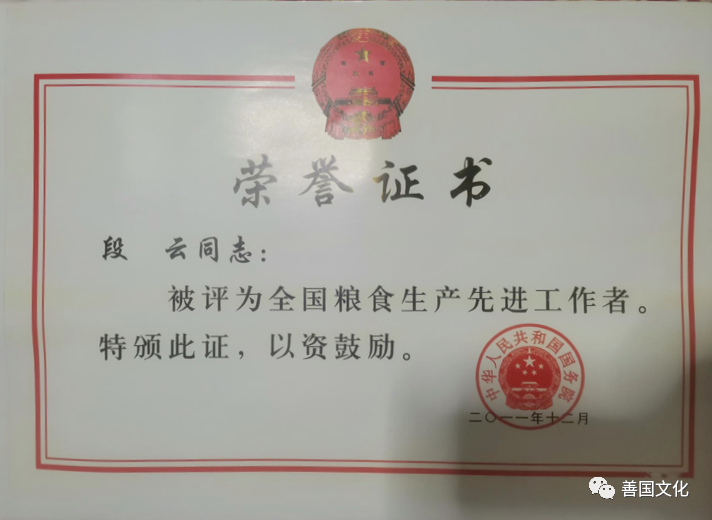 荣誉证书
段　云同志：
被评为全国粮食生产先进工作者。
特颁此证，以资鼓励。
中华人民共和国国务院
二〇一一年十二月
善国文化